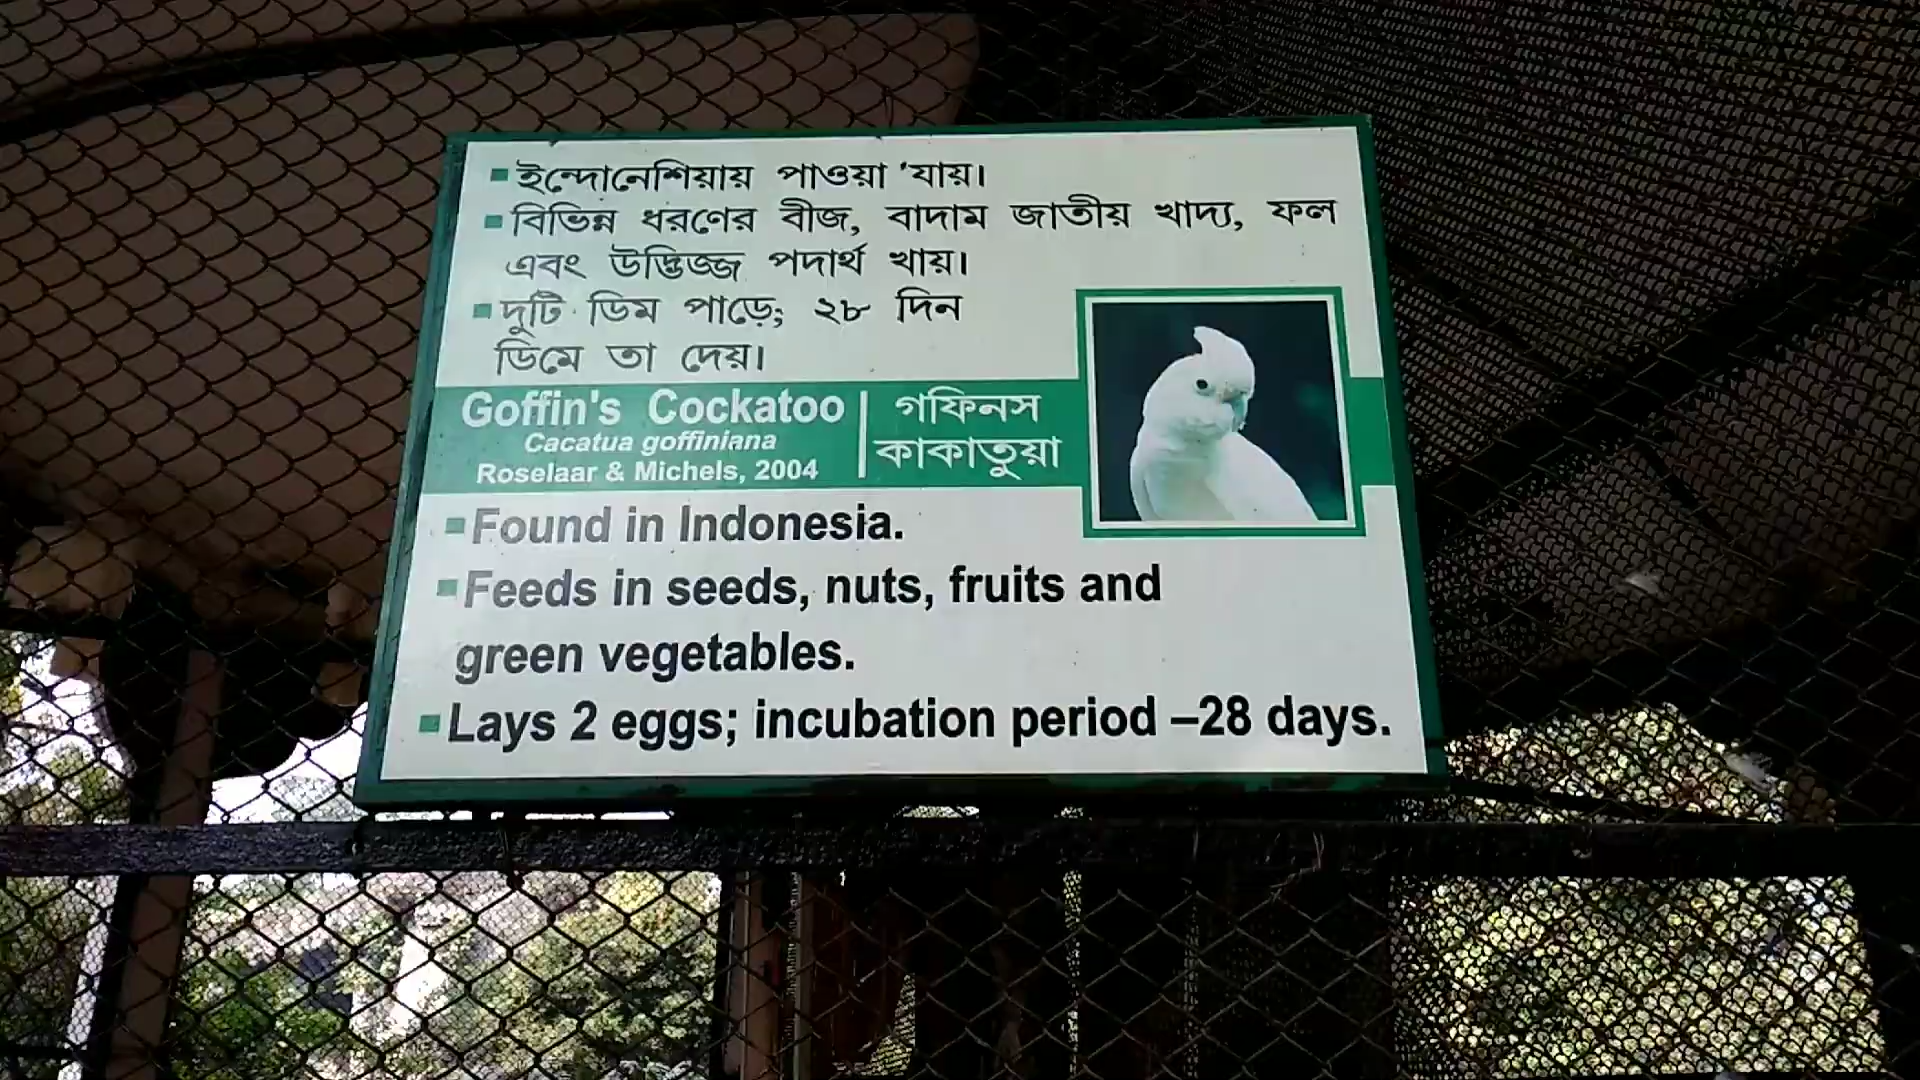 ইন্দোনেশিয়ায় পাওয়া 'যায়।
বিভিন্ন ধরণের বীজ, বাদাম জাতীয় খাদ্য, ফল
এবং উদ্ভিজ্জ পদার্থ খায়।
দুটি ডিম পাড়ে; ২৮ দিন
ডিমে তা দেয়।
Goffin's Cockatoo
Cacatua goffiniana
Roselaar & Michels, 2004
গফিনস
কাকাতুয়া
Found in Indonesia.
Feeds in seeds, nuts, fruits and
green vegetables.
Lays 2 eggs; incubation period –28 days.